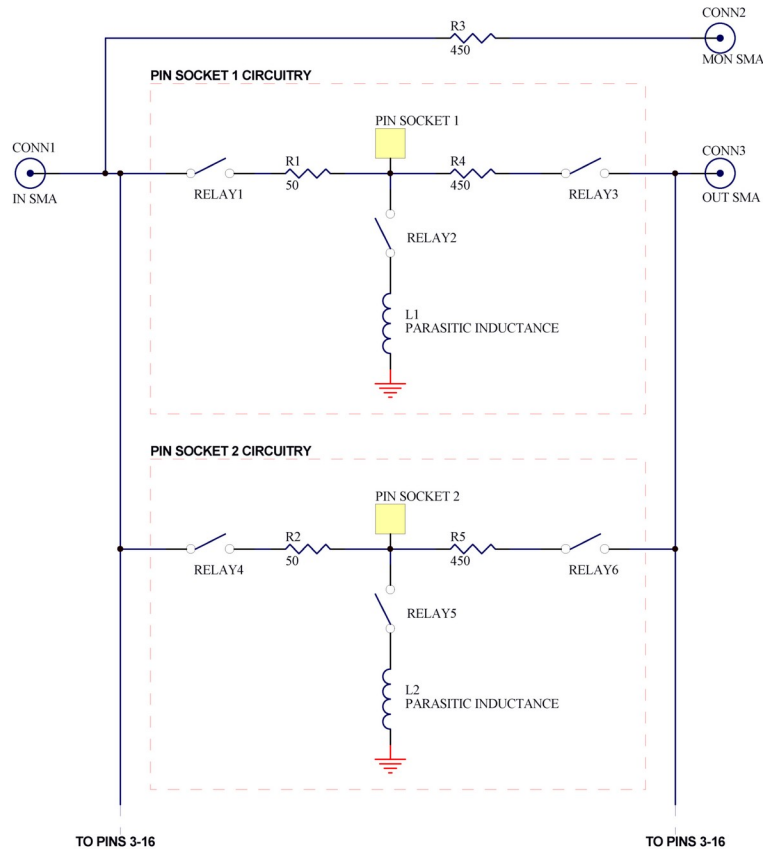 CONN2
R3
450
MON SMA
PIN SOCKET 1 CIRCUITRY
PIN SOCKET 1
CONN1
IN SMA
RELAY1
R1
50
R4
450
RELAY3
CONN3
OUT SMA
RELAY2
L1
PARASITIC INDUCTANCE
PIN SOCKET 2 CIRCUITRY
PIN SOCKET 2
RELAY4
R2
50
R5
450
RELAY6
RELAY5
L2
PARASITIC INDUCTANCE
TO PINS 3-16
TO PINS 3-16